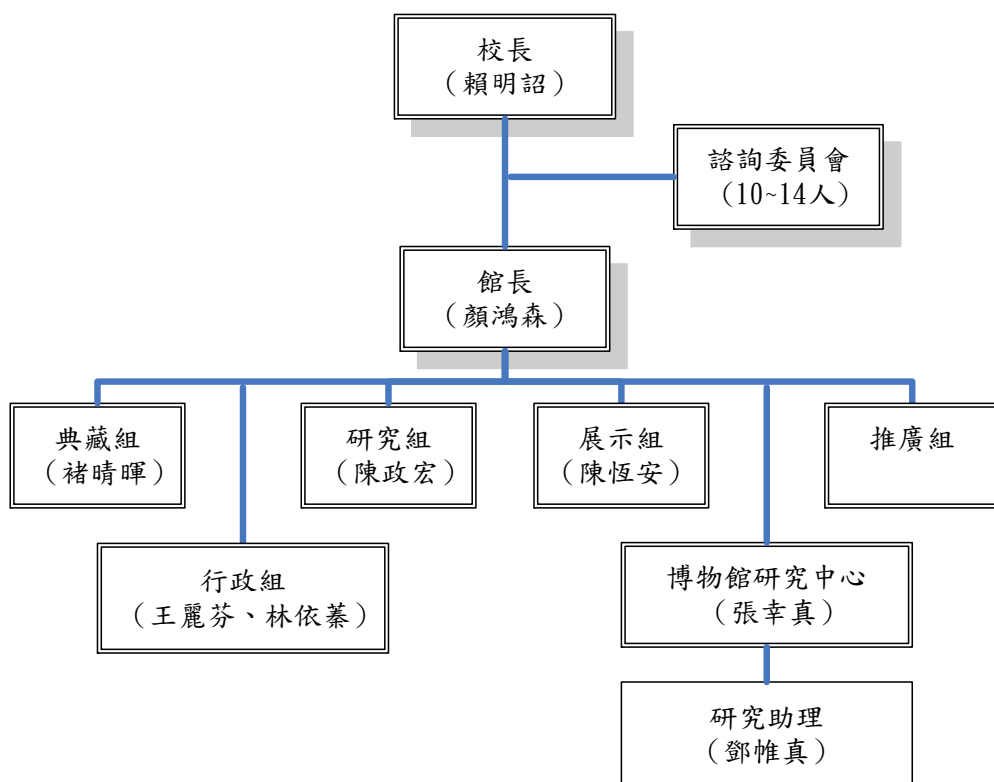 校長
（賴明詔）
諮詢委員會
（10~14人）
館長
（顏鴻森）
典藏組
（褚晴暉）
研究組
（陳政宏）
展示組
（陳恆安）
推廣組
行政組
（王麗芬、林依蓁）
博物館研究中心
（張幸真）
研究助理
（鄧帷真）